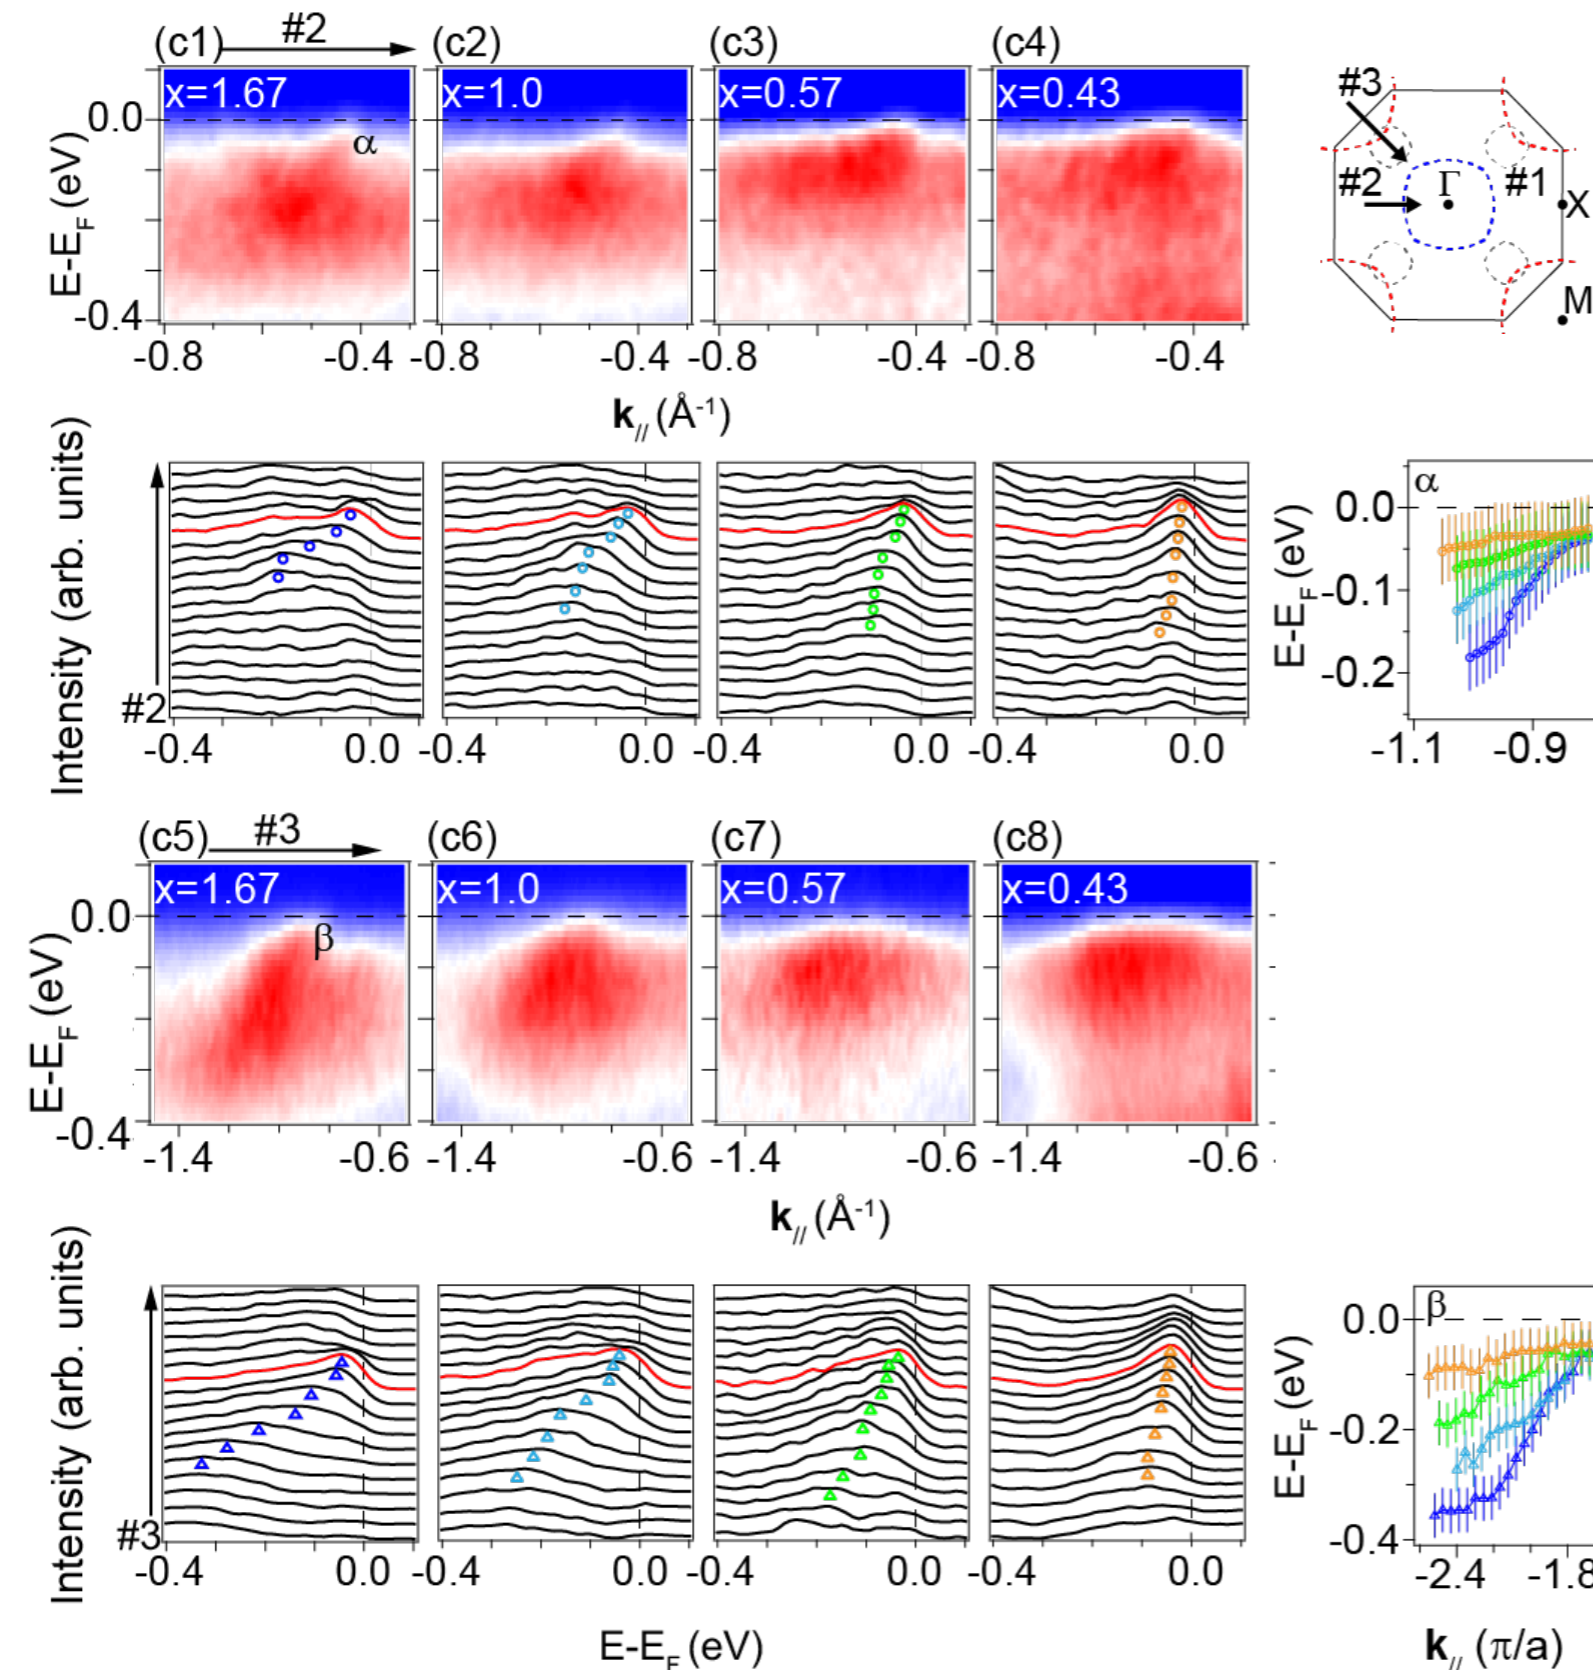 (c1) #2 (c2) (c3) (c4)
x=1.67 x=1.0 x=0.57 x=0.43
α
0.0
-0.4
E-E_F (eV)
-0.8 -0.4 -0.8 -0.4 -0.8 -0.4 -0.8 -0.4
k_// (Å⁻¹)
#3
#2 Γ #1 X
M
Intensity (arb. units)
#2
-0.4 0.0 -0.4 0.0 -0.4 0.0 -0.4 0.0
α
0.0
-0.1
-0.2
E-E_F (eV)
-1.1 -0.9
(c5) #3 (c6) (c7) (c8)
x=1.67 x=1.0 x=0.57 x=0.43
β
0.0
-0.4
E-E_F (eV)
-1.4 -0.6 -1.4 -0.6 -1.4 -0.6 -1.4 -0.6
k_// (Å⁻¹)
Intensity (arb. units)
#3
-0.4 0.0 -0.4 0.0 -0.4 0.0 -0.4 0.0
E-E_F (eV)
β
0.0
-0.2
-0.4
E-E_F (eV)
-2.4 -1.8
k_// (π/a)